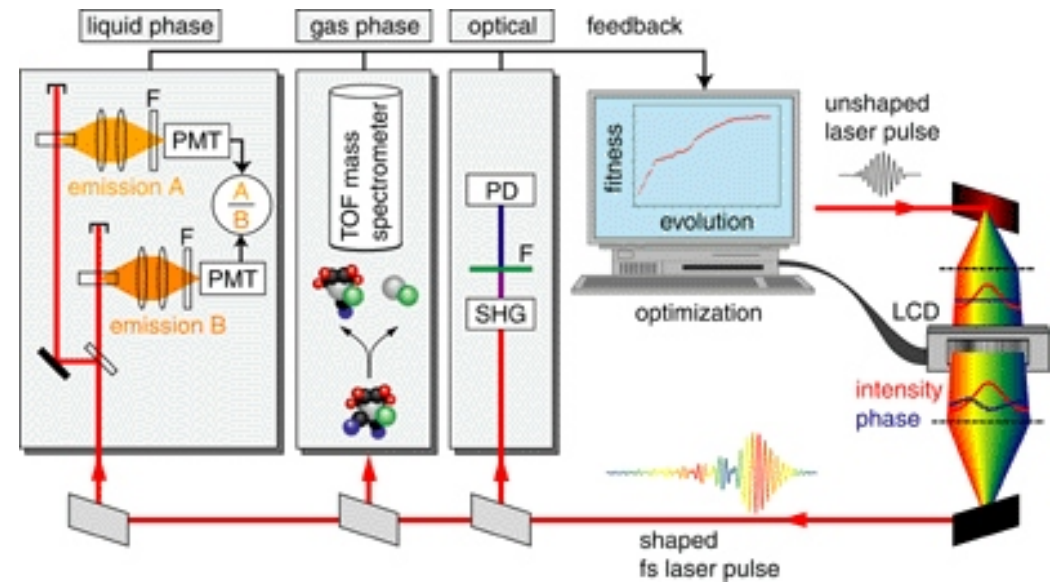 liquid phase
gas phase
optical
feedback
F
PMT
emission A
A
B
F
PMT
emission B
TOF mass
spectrometer
PD
F
SHG
fitness
evolution
optimization
unshaped
laser pulse
LCD
intensity
phase
shaped
fs laser pulse